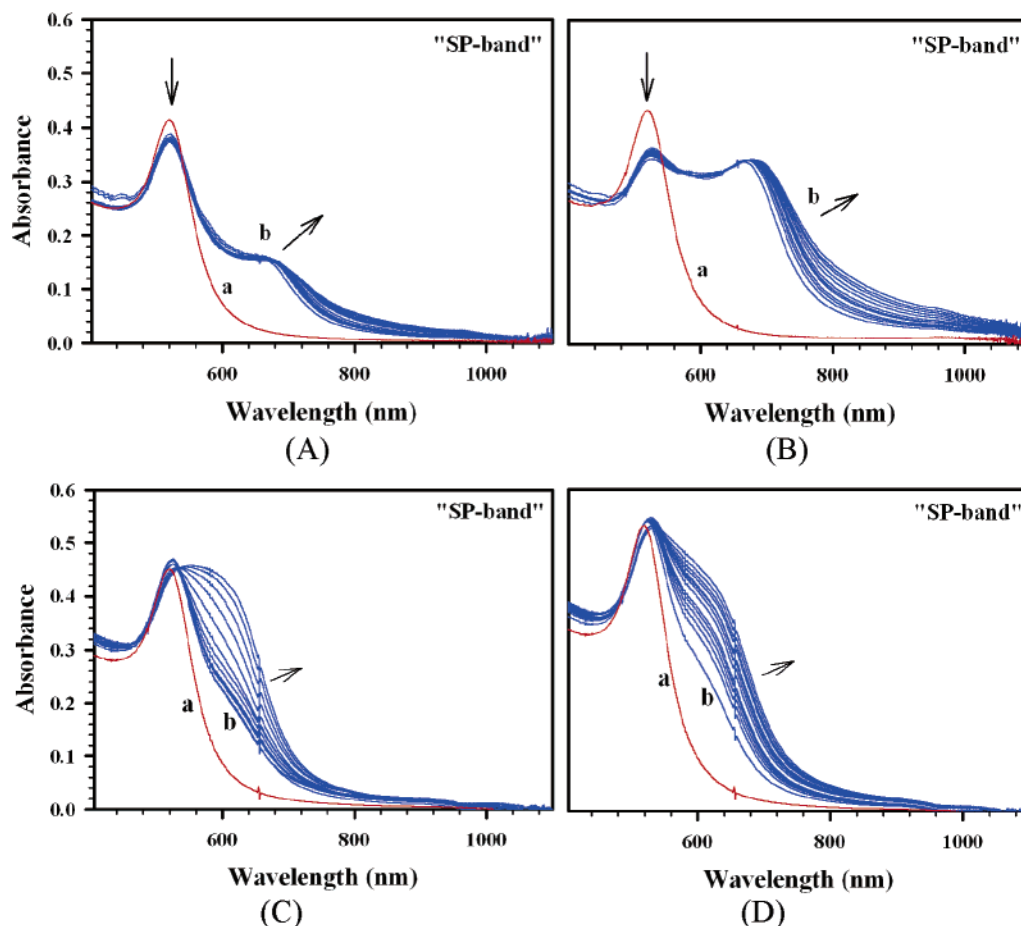 0.6
0.5
0.4
0.3
0.2
0.1
0.0
Absorbance
"SP-band"
a
b
600
800
1000
Wavelength (nm)
(A)
"SP-band"
a
b
600
800
1000
Wavelength (nm)
(B)
0.6
0.5
0.4
0.3
0.2
0.1
0.0
Absorbance
"SP-band"
a
b
600
800
1000
Wavelength (nm)
(C)
"SP-band"
a
b
600
800
1000
Wavelength (nm)
(D)